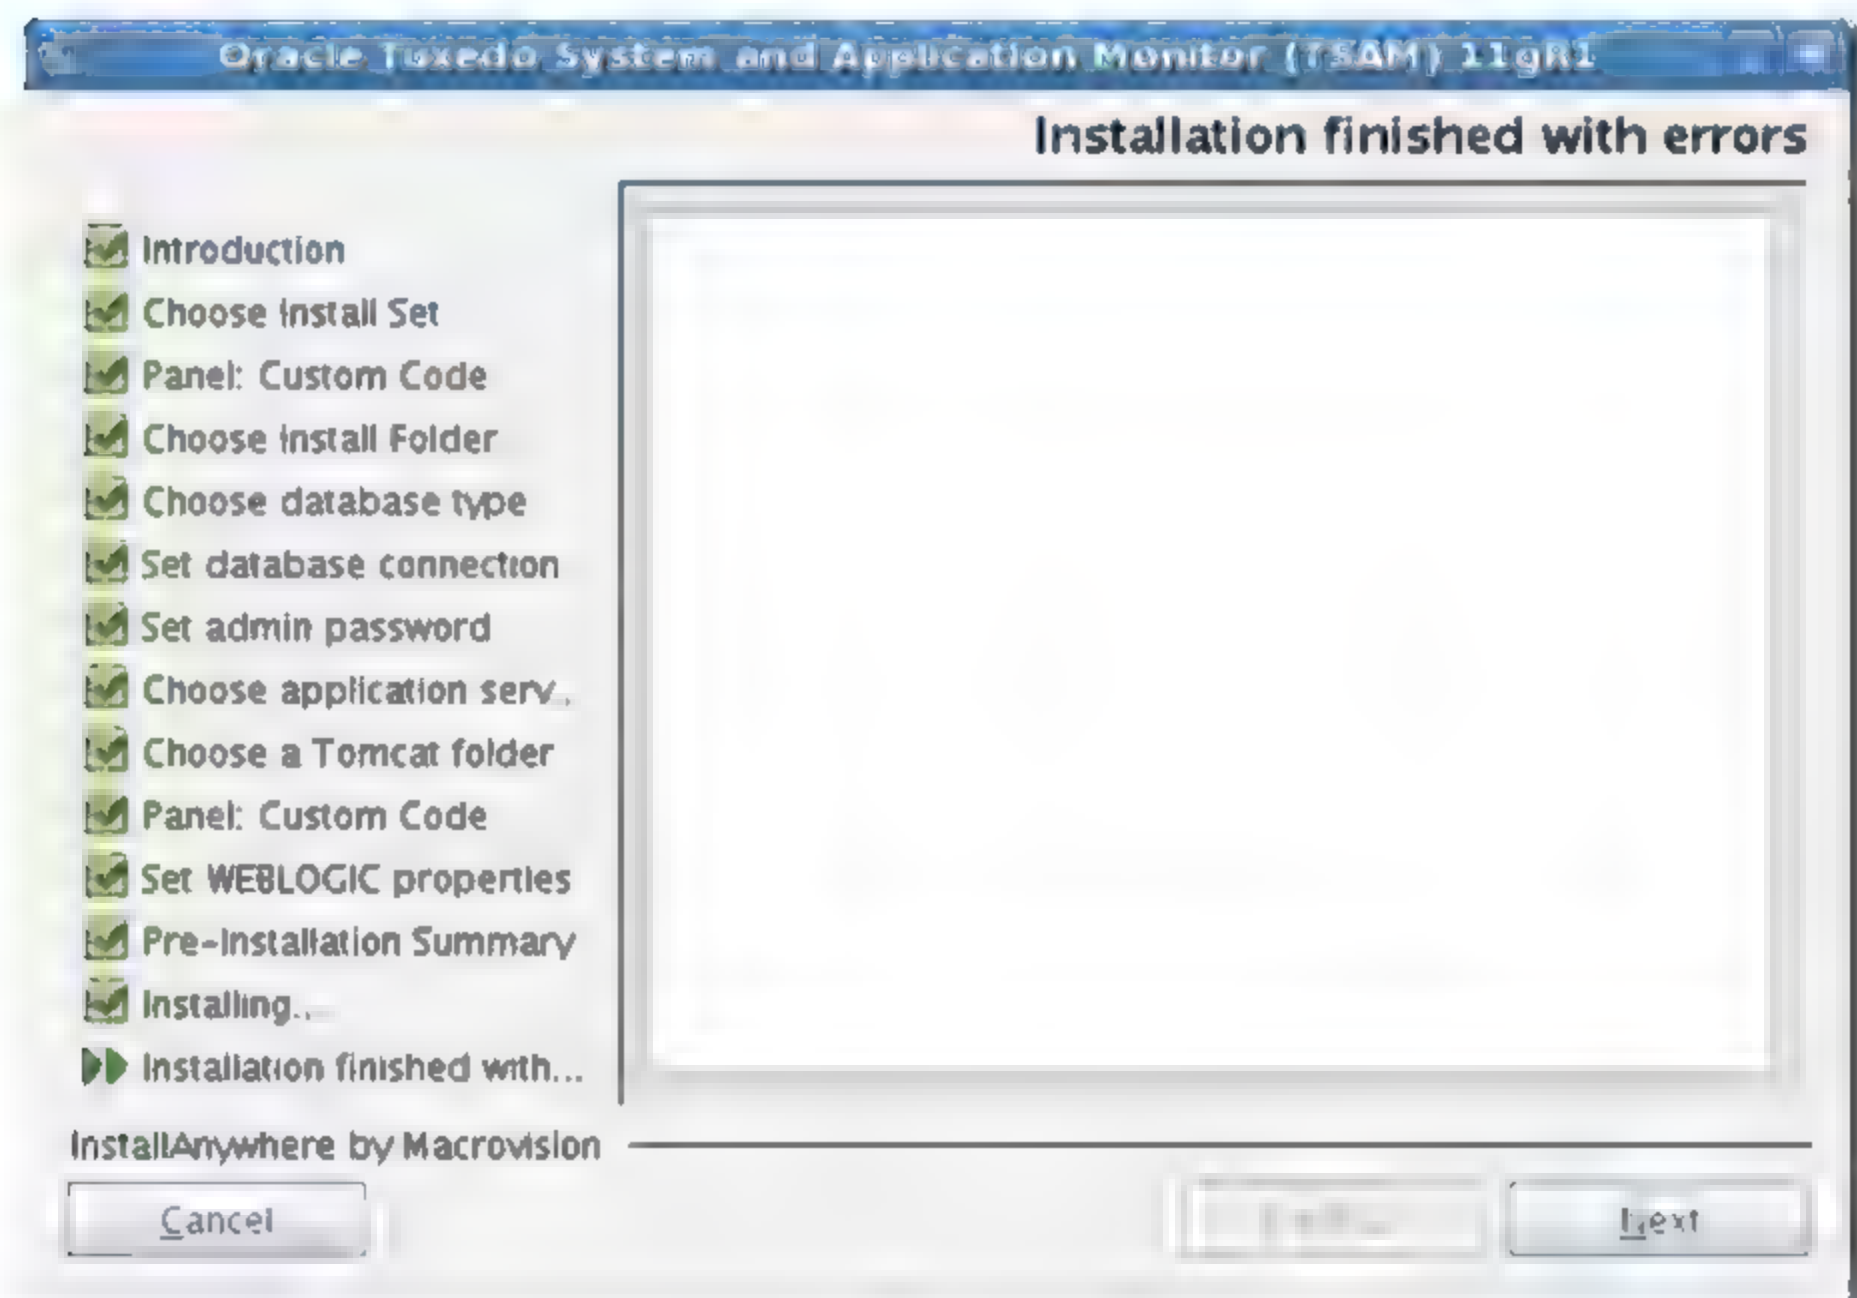 Oracle Tuxedo System and Application Monitor (TSAM) 11gR1
Installation finished with errors
Introduction
Choose Install Set
Panel: Custom Code
Choose Install Folder
Choose database type
Set database connection
Set admin password
Choose application serv...
Choose a Tomcat folder
Panel: Custom Code
Set WEBLOGIC properties
Pre-Installation Summary
Installing...
Installation finished with...
InstallAnywhere by Macrovision
Cancel
Next